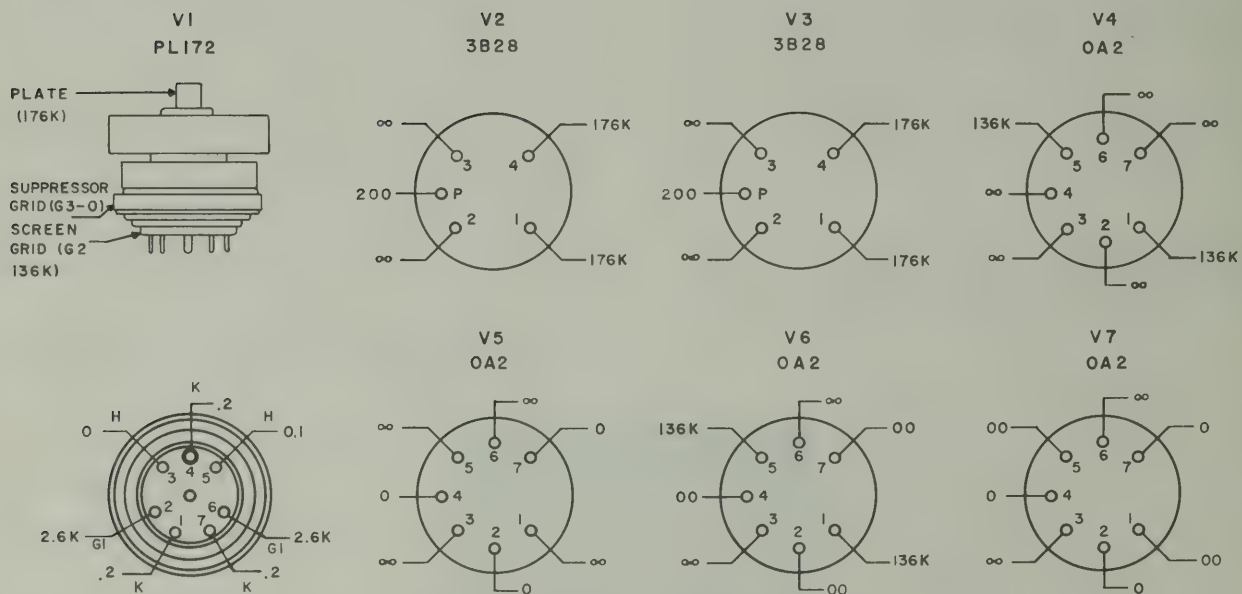 V1
PL172
PLATE
(176K)
SUPPRESSOR
GRID(G3-0)
SCREEN
GRID (G2
136K)
V2
3B28
∞
176K
3
4
200
P
2
1
∞
176K
V3
3B28
∞
176K
3
4
200
P
2
1
∞
176K
V4
OA2
∞
136K
∞
5
6
7
∞
4
3
2
1
∞
136K
∞
K
.2
H
H
0
0.1
4
3
5
2
6
1
7
2.6K
G1
G1
2.6K
.2
K
K
.2
V5
OA2
∞
∞
0
5
6
7
0
4
3
2
1
∞
∞
0
V6
OA2
∞
136K
00
5
6
7
00
4
3
2
1
∞
136K
00
V7
OA2
∞
00
0
5
6
7
0
4
3
2
1
∞
00
0